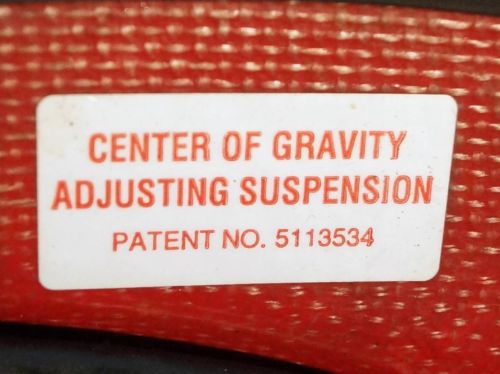 CENTER OF GRAVITY
ADJUSTING SUSPENSION
PATENT NO. 5113534